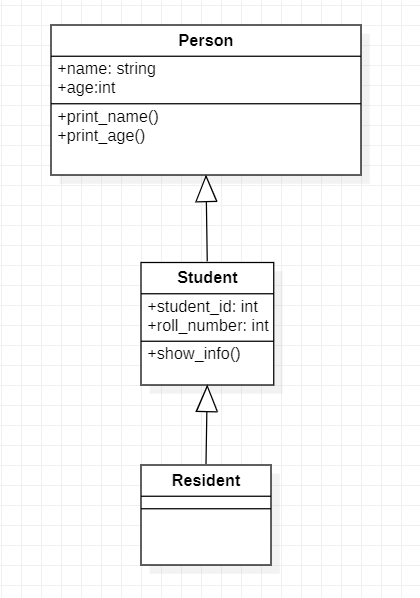 Person
+name: string
+age:int
+print_name()
+print_age()
Student
+student_id: int
+roll_number: int
+show_info()
Resident